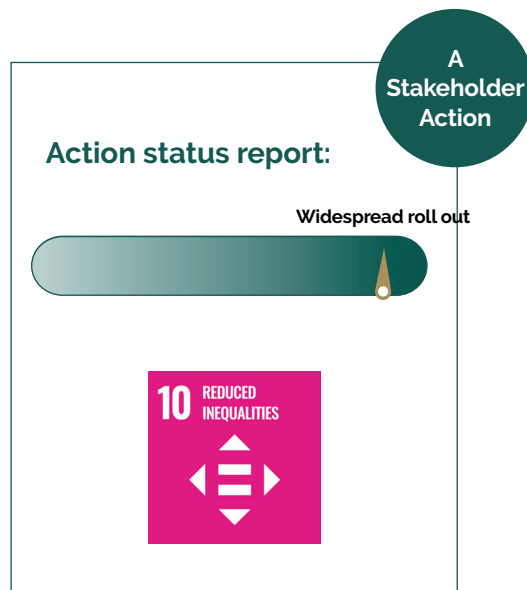 A
Stakeholder
Action
Action status report:
Widespread roll out
10 REDUCED
INEQUALITIES